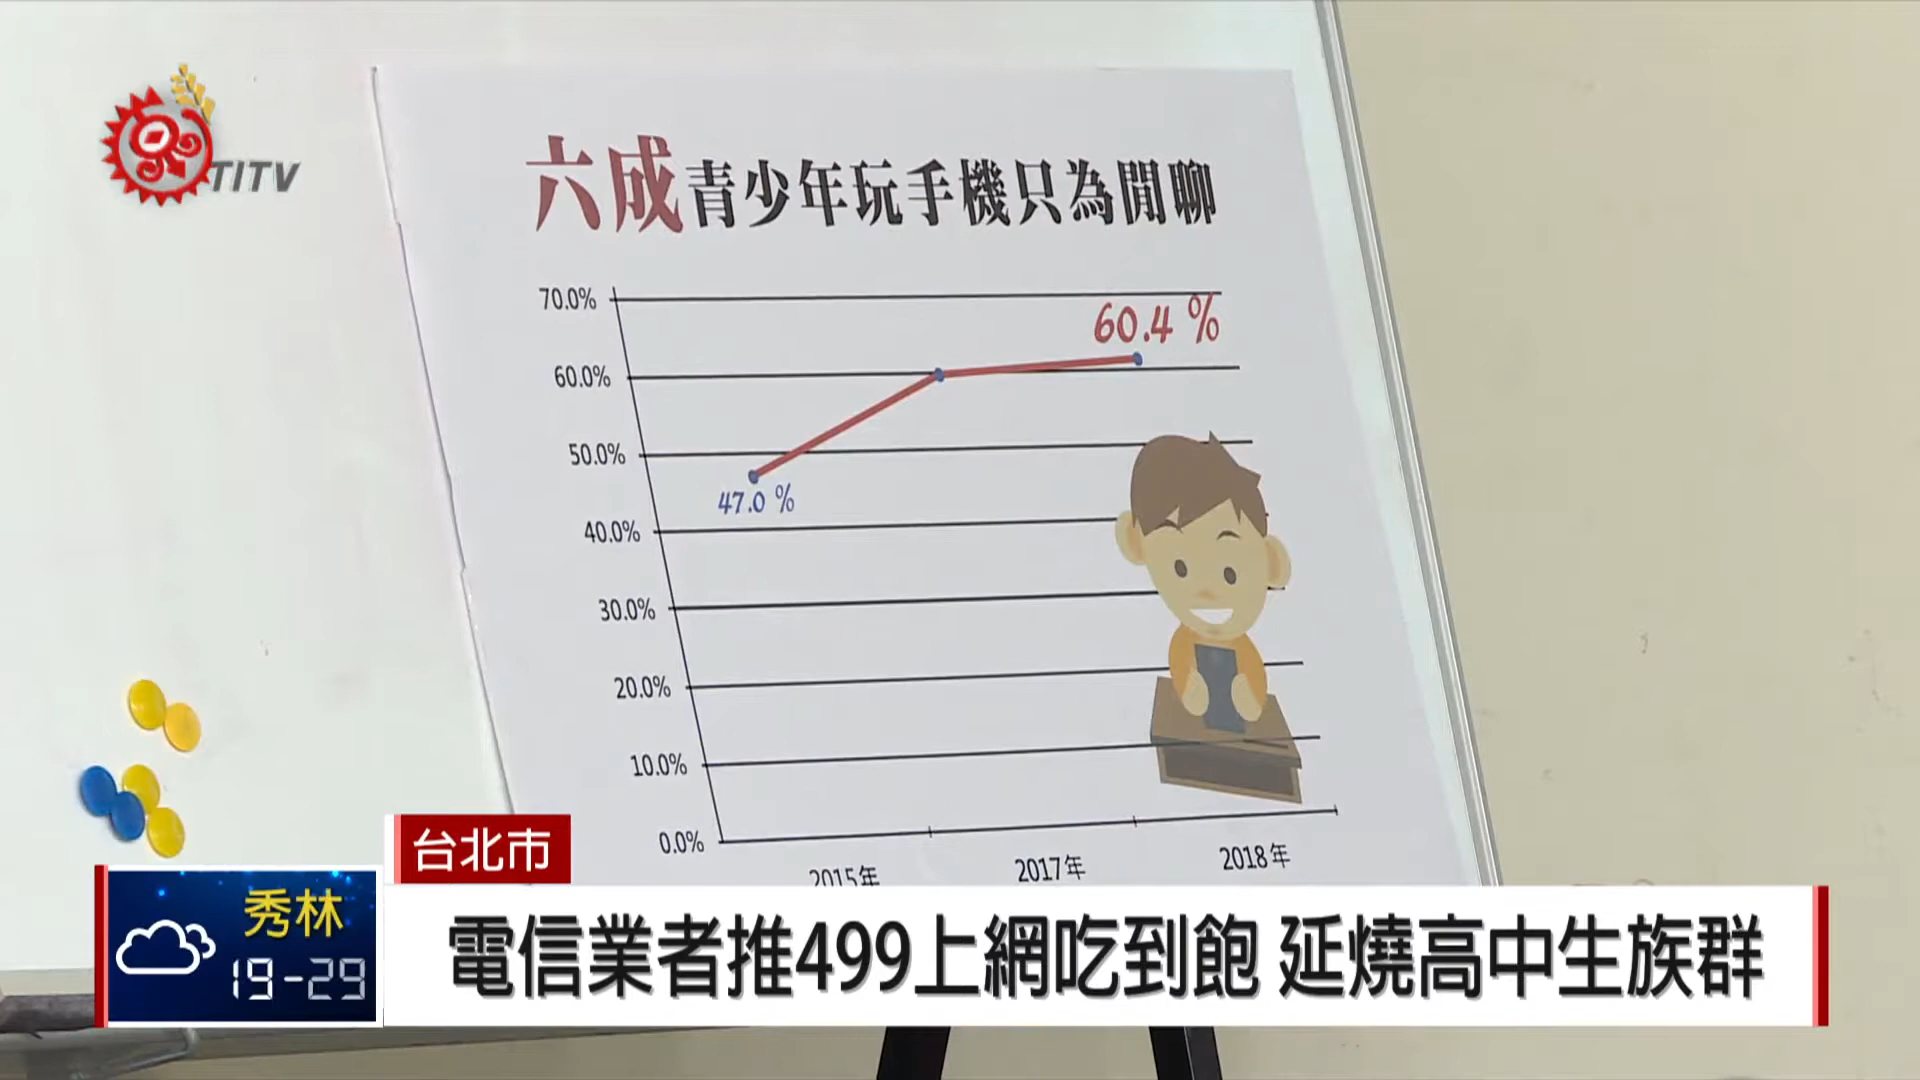 TITV
六成青少年玩手機只為閒聊
70.0%
60.4 %
60.0%
50.0%
47.0 %
40.0%
30.0%
20.0%
10.0%
0.0%
2015年
2017年
2018年
台北市
秀林
19-29
電信業者推499上網吃到飽 延燒高中生族群